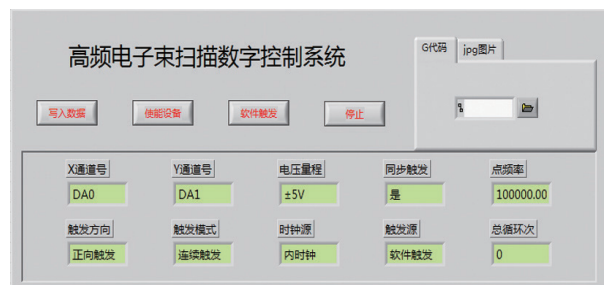 高频电子束扫描数字控制系统
G代码 jpg图片
写入数据 使能设备 软件触发 停止
X通道号 Y通道号 电压量程 同步触发 点频率
DA0 DA1 ±5V 是 100000.00
触发方向 触发模式 时钟源 触发源 总循环次
正向触发 连续触发 内时钟 软件触发 0